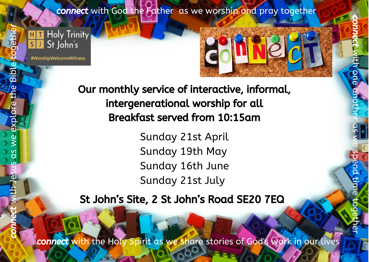 connect with God the Father as we worship and pray together
HT Holy Trinity
SJ St John's
#WorshipWelcomeWitness
CONNECT
connect with Jesus as we explore the Bible together
connect with one another as we spend time together
Our monthly service of interactive, informal,
intergenerational worship for all
Breakfast served from 10:15am
Sunday 21st April
Sunday 19th May
Sunday 16th June
Sunday 21st July
St John's Site, 2 St John's Road SE20 7EQ
connect with the Holy Spirit as we share stories of God's work in our lives